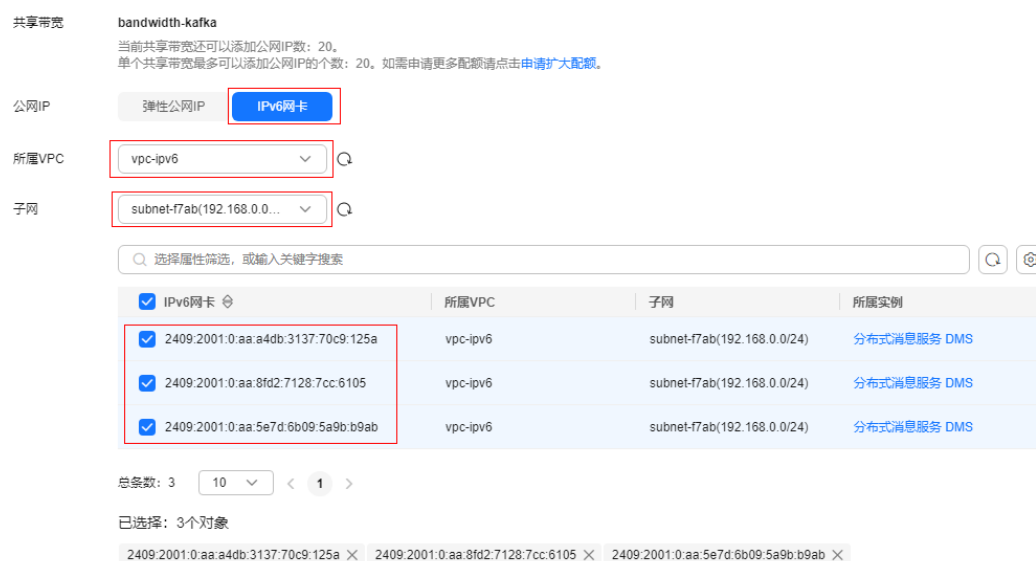 共享带宽 bandwidth-kafka
当前共享带宽还可以添加公网IP数：20。
单个共享带宽最多可以添加公网IP的个数：20。如需申请更多配额请点击申请扩大配额。
公网IP 弹性公网IP IPv6网卡
所属VPC vpc-ipv6
子网 subnet-f7ab(192.168.0.0...
选择属性筛选，或输入关键字搜索
IPv6网卡 所属VPC 子网 所属实例
2409:2001:0:aa:a4db:3137:70c9:125a vpc-ipv6 subnet-f7ab(192.168.0.0/24) 分布式消息服务 DMS
2409:2001:0:aa:8fd2:7128:7cc:6105 vpc-ipv6 subnet-f7ab(192.168.0.0/24) 分布式消息服务 DMS
2409:2001:0:aa:5e7d:6b09:5a9b:b9ab vpc-ipv6 subnet-f7ab(192.168.0.0/24) 分布式消息服务 DMS
总条数：3 10 1
已选择：3个对象
2409:2001:0:aa:a4db:3137:70c9:125a 2409:2001:0:aa:8fd2:7128:7cc:6105 2409:2001:0:aa:5e7d:6b09:5a9b:b9ab